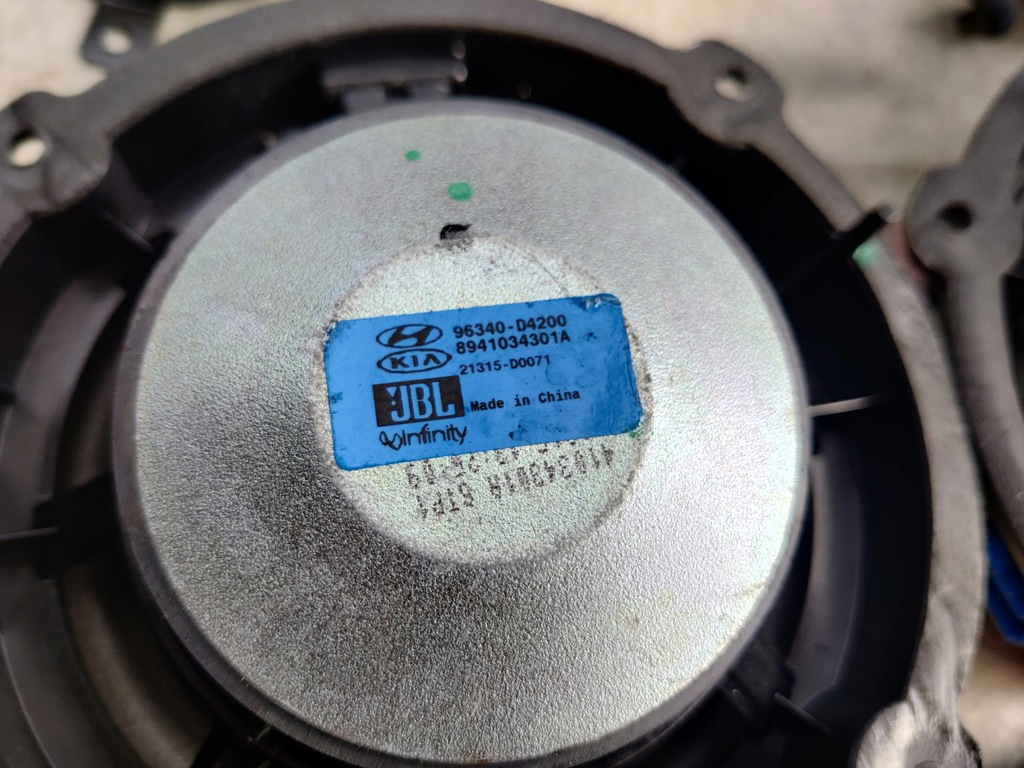 96340-D4200
8941034301A
KIA
21315-D0071
JBL
Made in China
Infinity